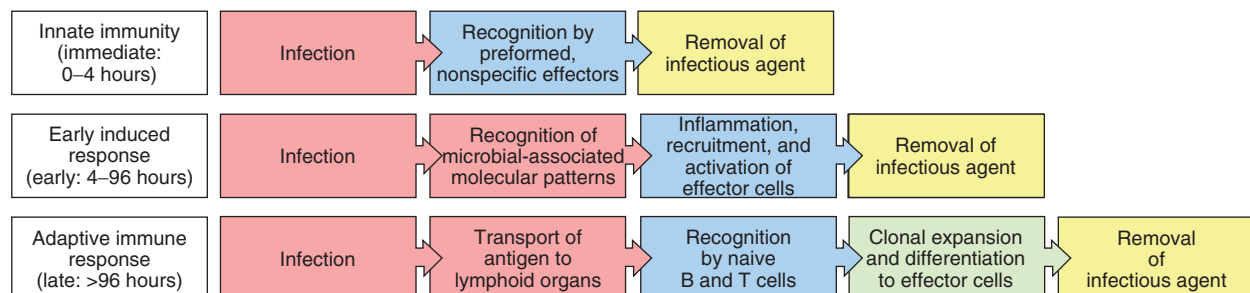 Innate immunity
(immediate:
0–4 hours)
Infection
Recognition by
preformed,
nonspecific effectors
Removal of
infectious agent
Early induced
response
(early: 4–96 hours)
Infection
Recognition of
microbial-associated
molecular patterns
Inflammation,
recruitment, and
activation of
effector cells
Removal of
infectious agent
Adaptive immune
response
(late: >96 hours)
Infection
Transport of
antigen to
lymphoid organs
Recognition
by naive
B and T cells
Clonal expansion
and differentiation
to effector cells
Removal
of
infectious agent